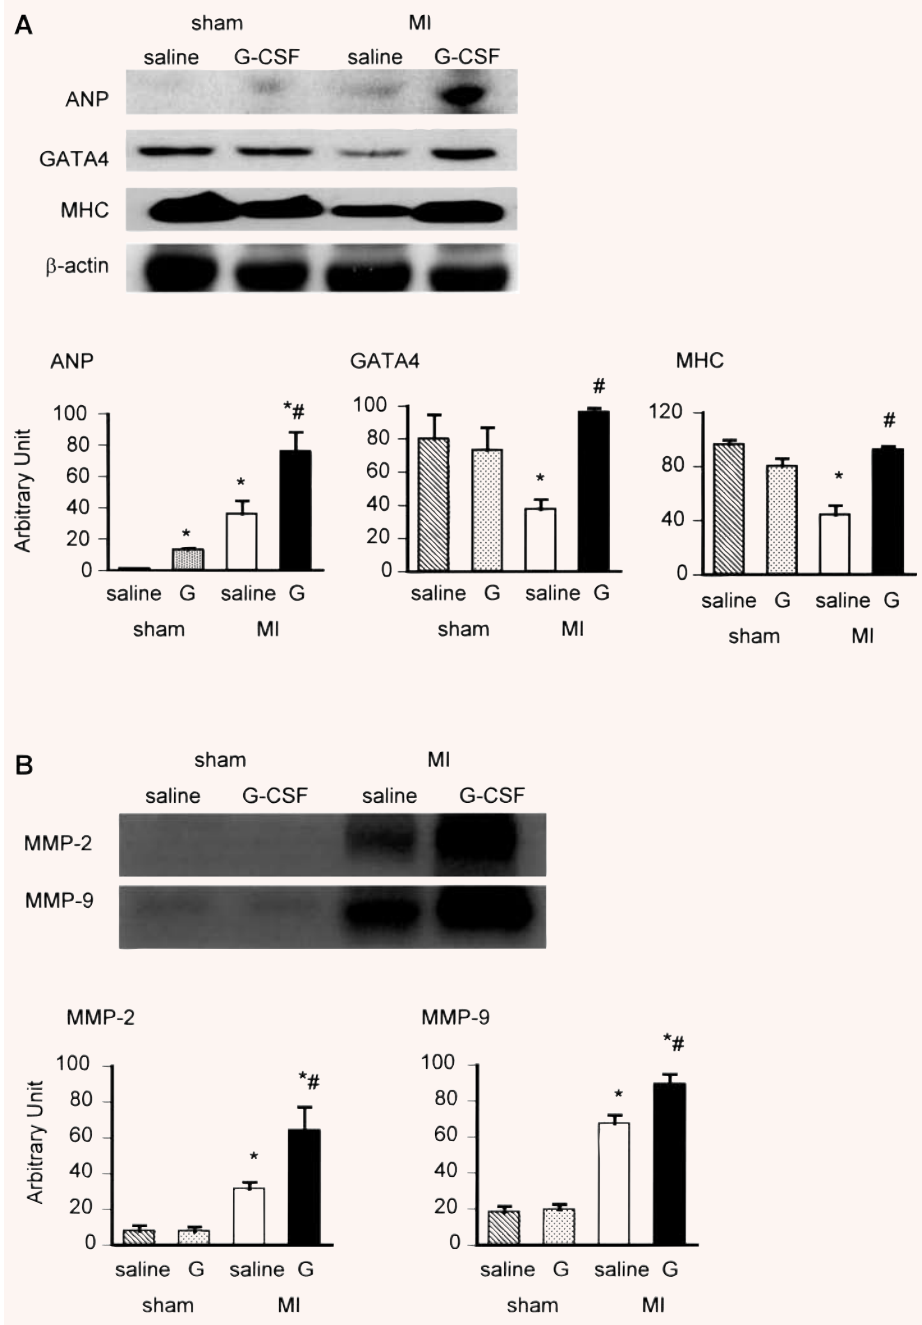 A
sham MI
saline G-CSF saline G-CSF
ANP
GATA4
MHC
β-actin
ANP GATA4 MHC
Arbitrary Unit
100
80
60
40
20
0
*
*
*#
saline G saline G
sham MI
100
80
60
40
20
0
*
#
saline G saline G
sham MI
120
80
40
0
*
#
saline G saline G
sham MI
B
sham MI
saline G-CSF saline G-CSF
MMP-2
MMP-9
MMP-2 MMP-9
Arbitrary Unit
100
80
60
40
20
0
*
*#
saline G saline G
sham MI
100
80
60
40
20
0
*
*#
saline G saline G
sham MI